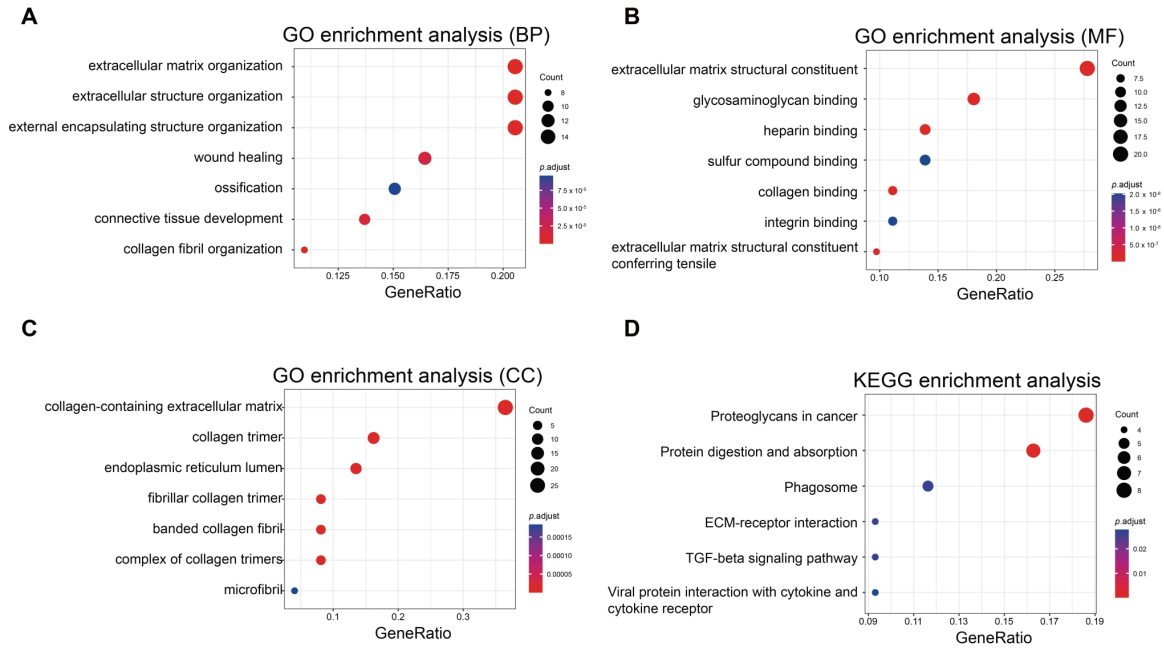 A
GO enrichment analysis (BP)
extracellular matrix organization
extracellular structure organization
external encapsulating structure organization
wound healing
ossification
connective tissue development
collagen fibril organization
0.125 0.150 0.175 0.200
GeneRatio
Count
8
10
12
14
p.adjust
7.5 x 10⁻⁵
5.0 x 10⁻⁵
2.5 x 10⁻⁵
B
GO enrichment analysis (MF)
extracellular matrix structural constituent
glycosaminoglycan binding
heparin binding
sulfur compound binding
collagen binding
integrin binding
extracellular matrix structural constituent
conferring tensile
0.10 0.15 0.20 0.25
GeneRatio
Count
7.5
10.0
12.5
15.0
17.5
20.0
p.adjust
2.0 x 10⁻⁶
1.5 x 10⁻⁶
1.0 x 10⁻⁶
5.0 x 10⁻⁷
C
GO enrichment analysis (CC)
collagen-containing extracellular matrix
collagen trimer
endoplasmic reticulum lumen
fibrillar collagen trimer
banded collagen fibril
complex of collagen trimers
microfibril
0.1 0.2 0.3
GeneRatio
Count
5
10
15
20
25
p.adjust
0.00015
0.00010
0.00005
D
KEGG enrichment analysis
Proteoglycans in cancer
Protein digestion and absorption
Phagosome
ECM-receptor interaction
TGF-beta signaling pathway
Viral protein interaction with cytokine and
cytokine receptor
0.09 0.11 0.13 0.15 0.17 0.19
GeneRatio
Count
4
5
6
7
8
p.adjust
0.02
0.01